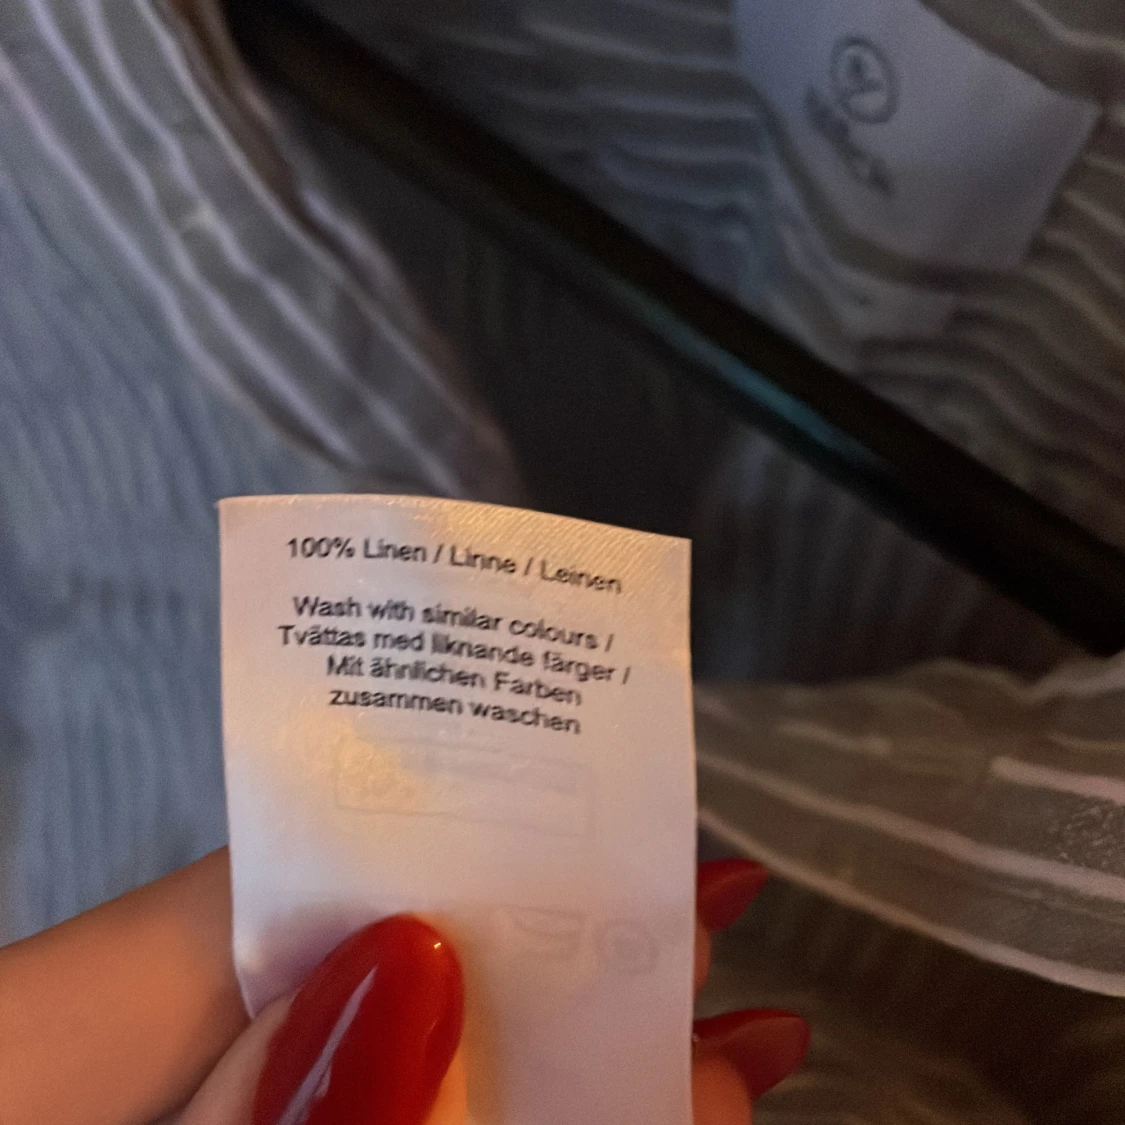 100% Linen / Linne / Leinen
Wash with similar colours /
Tvättas med liknande färger /
Mit ähnlichen Farben
zusammen waschen